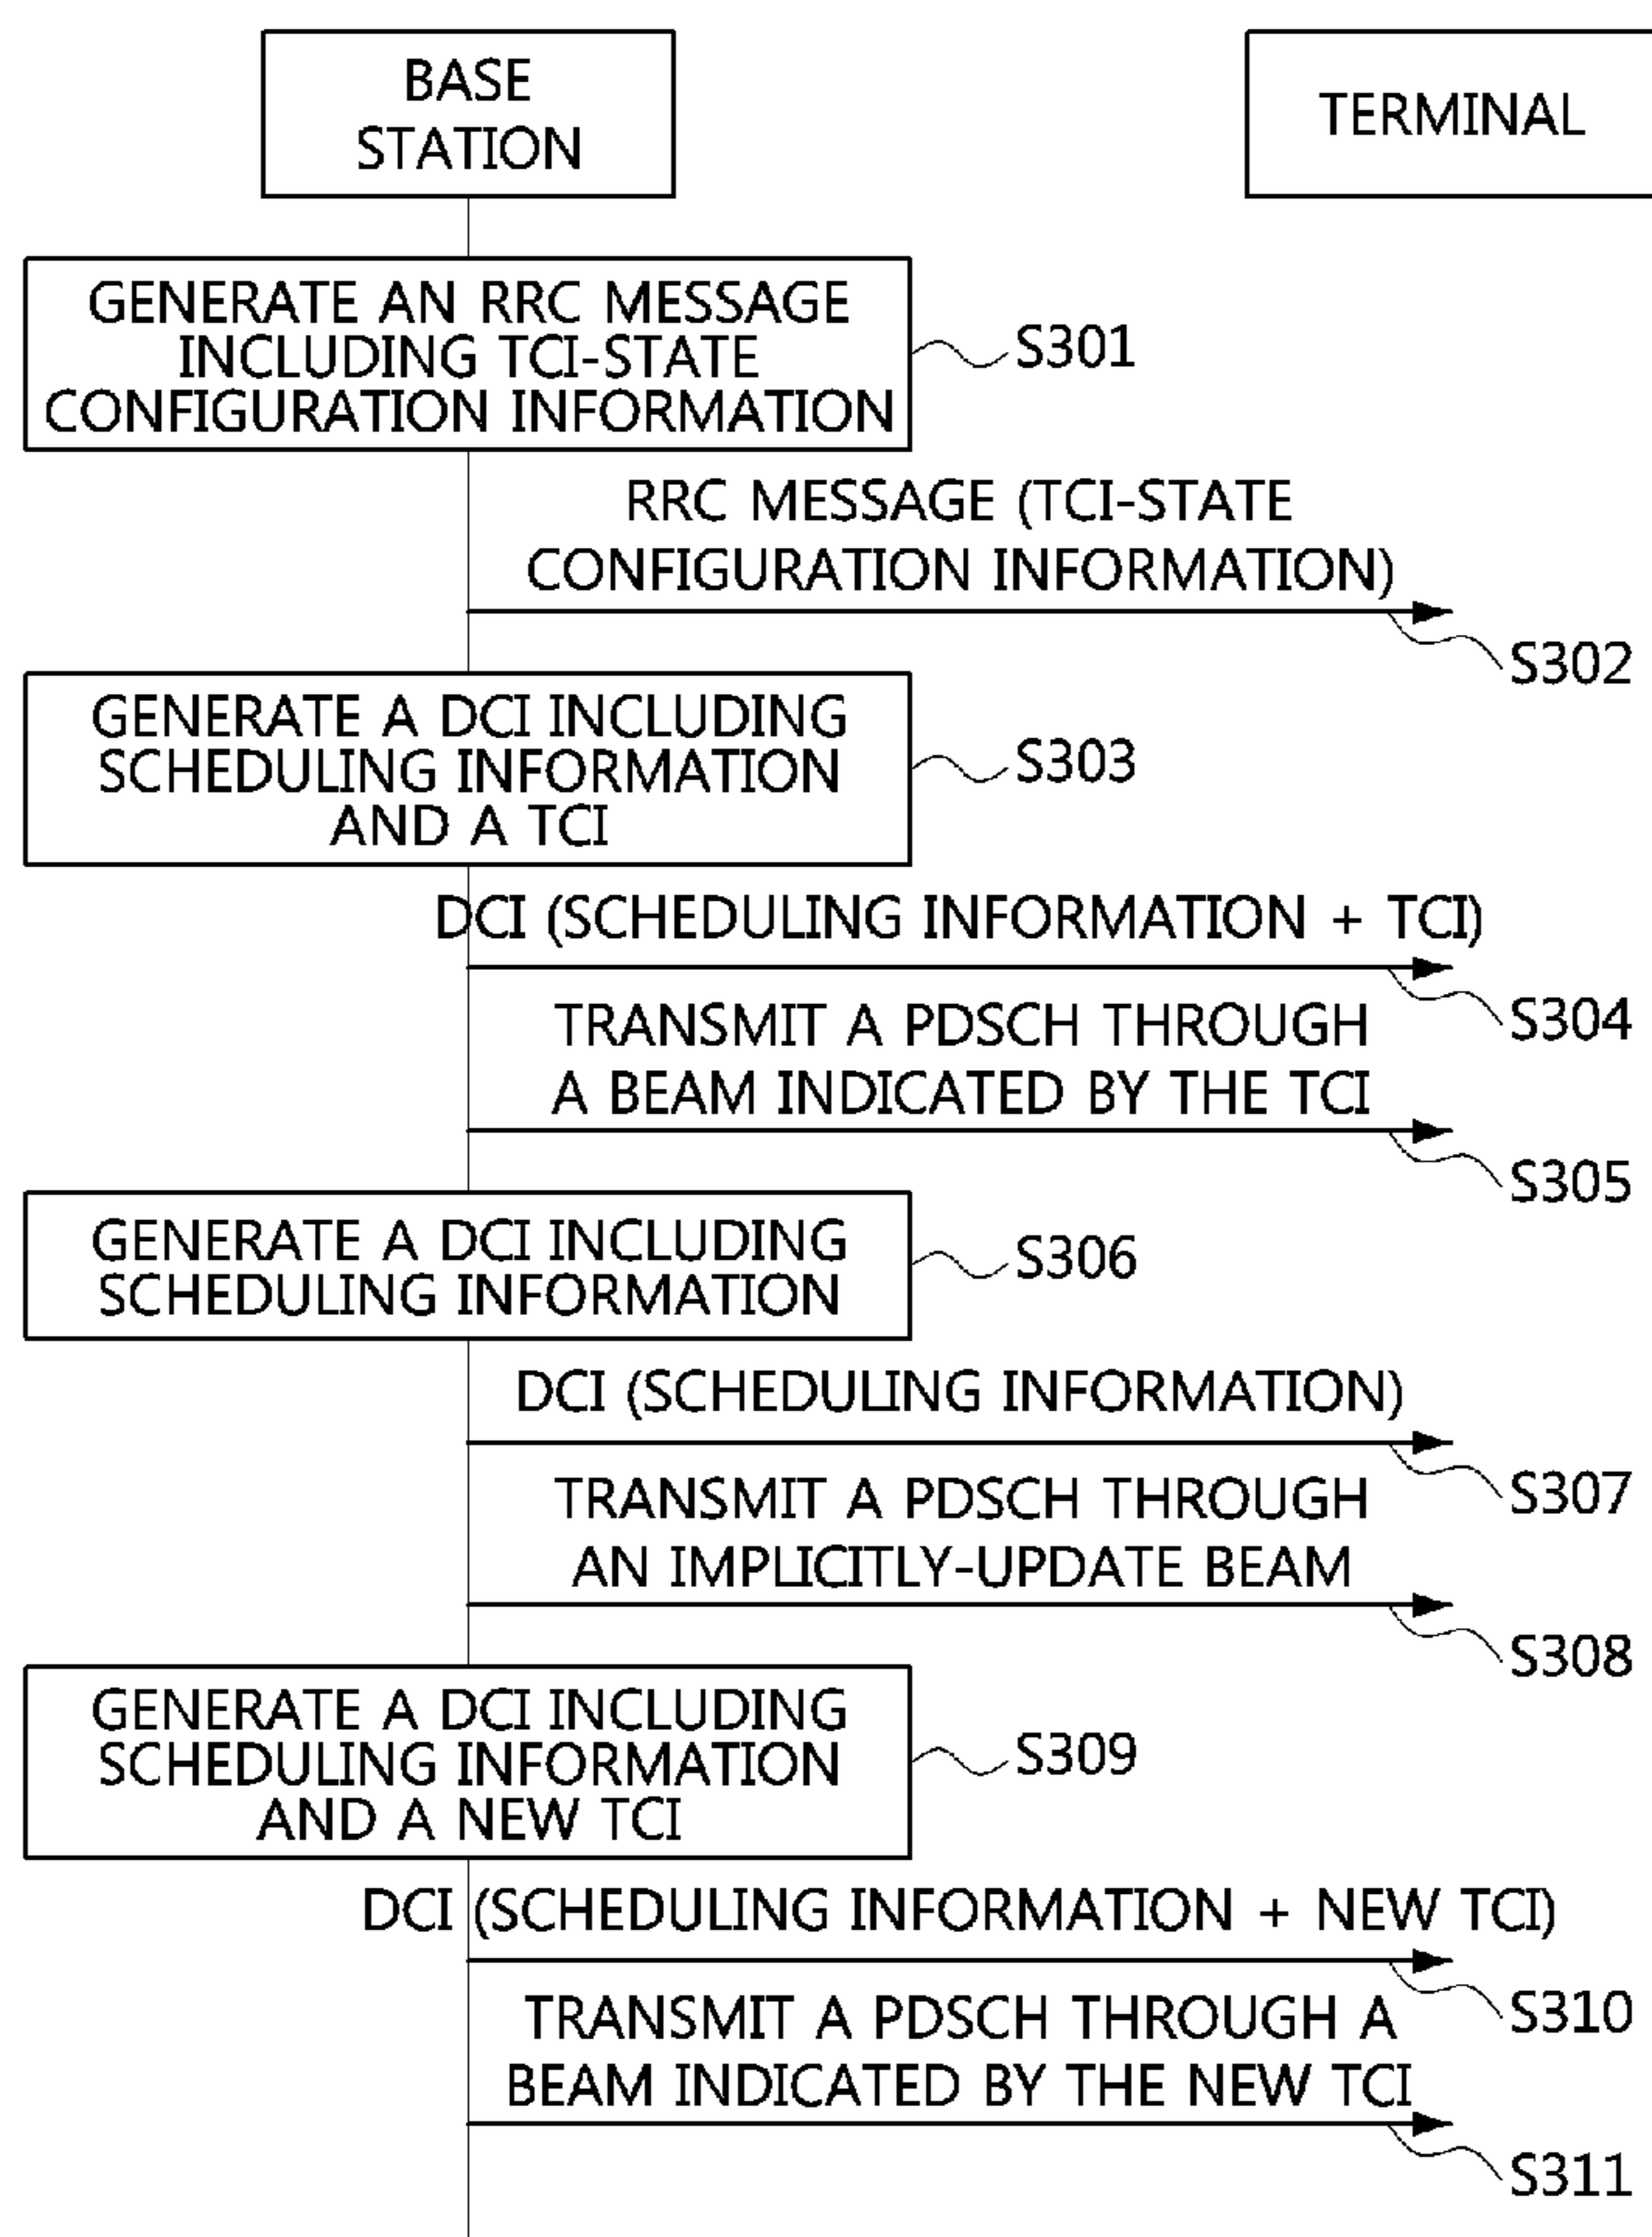 BASE
STATION
TERMINAL
GENERATE AN RRC MESSAGE
INCLUDING TCI-STATE
CONFIGURATION INFORMATION
S301
RRC MESSAGE (TCI-STATE
CONFIGURATION INFORMATION)
S302
GENERATE A DCI INCLUDING
SCHEDULING INFORMATION
AND A TCI
S303
DCI (SCHEDULING INFORMATION + TCI)
S304
TRANSMIT A PDSCH THROUGH
A BEAM INDICATED BY THE TCI
S305
GENERATE A DCI INCLUDING
SCHEDULING INFORMATION
S306
DCI (SCHEDULING INFORMATION)
S307
TRANSMIT A PDSCH THROUGH
AN IMPLICITLY-UPDATE BEAM
S308
GENERATE A DCI INCLUDING
SCHEDULING INFORMATION
AND A NEW TCI
S309
DCI (SCHEDULING INFORMATION + NEW TCI)
S310
TRANSMIT A PDSCH THROUGH A
BEAM INDICATED BY THE NEW TCI
S311